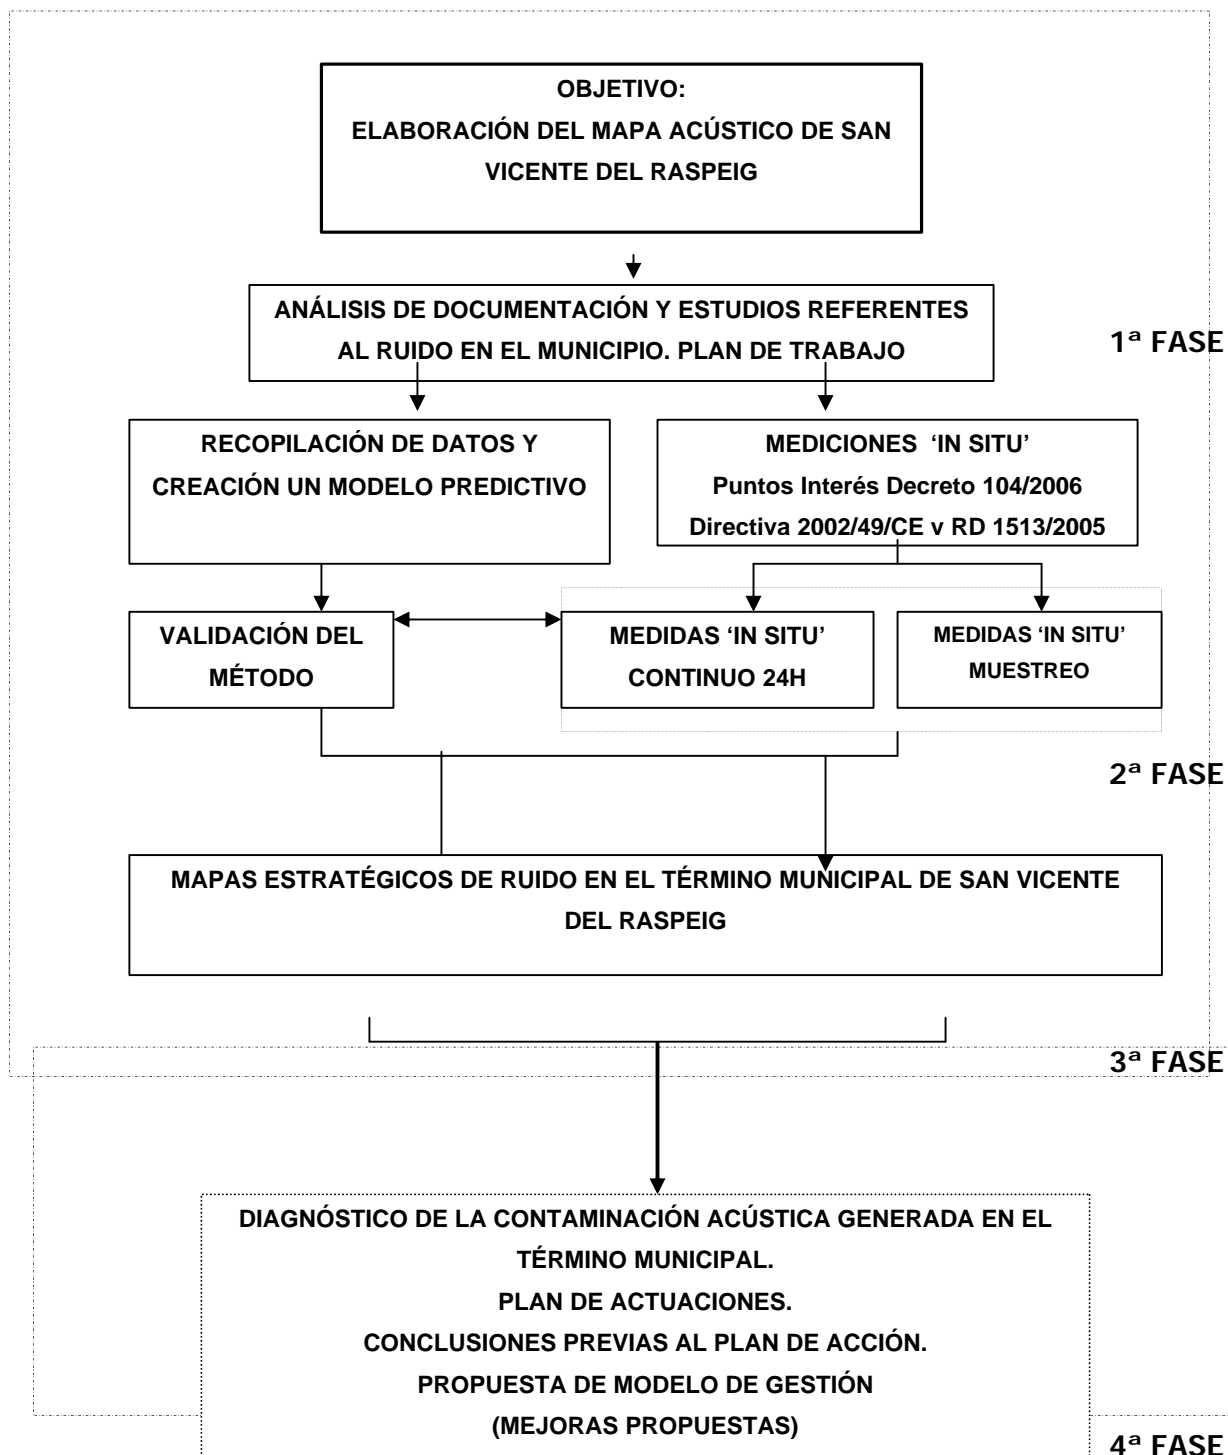 OBJETIVO:
ELABORACIÓN DEL MAPA ACÚSTICO DE SAN
VICENTE DEL RASPEIG
ANÁLISIS DE DOCUMENTACIÓN Y ESTUDIOS REFERENTES
AL RUIDO EN EL MUNICIPIO. PLAN DE TRABAJO
1ª FASE
RECOPILACIÓN DE DATOS Y
CREACIÓN UN MODELO PREDICTIVO
MEDICIONES ‘IN SITU’
Puntos Interés Decreto 104/2006
Directiva 2002/49/CE v RD 1513/2005
VALIDACIÓN DEL
MÉTODO
MEDIDAS ‘IN SITU’
CONTINUO 24H
MEDIDAS ‘IN SITU’
MUESTREO
2ª FASE
MAPAS ESTRATÉGICOS DE RUIDO EN EL TÉRMINO MUNICIPAL DE SAN VICENTE
DEL RASPEIG
3ª FASE
DIAGNÓSTICO DE LA CONTAMINACIÓN ACÚSTICA GENERADA EN EL
TÉRMINO MUNICIPAL.
PLAN DE ACTUACIONES.
CONCLUSIONES PREVIAS AL PLAN DE ACCIÓN.
PROPUESTA DE MODELO DE GESTIÓN
(MEJORAS PROPUESTAS)
4ª FASE